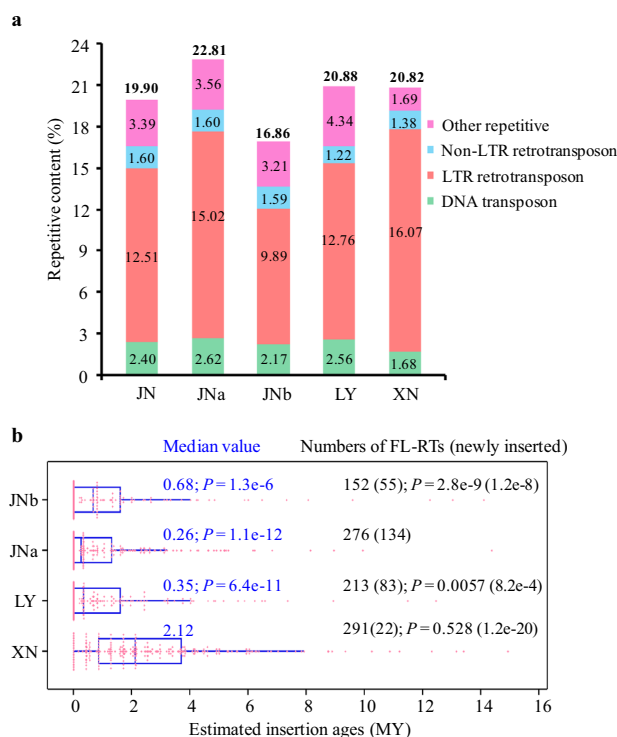 a
24
21
18
15
12
9
6
3
0
Repetitive content (%)
19.90
3.39
1.60
12.51
2.40
22.81
3.56
1.60
15.02
2.62
16.86
3.21
1.59
9.89
2.17
20.88
4.34
1.22
12.76
2.56
20.82
1.69
1.38
16.07
1.68
JN JNa JNb LY XN
Other repetitive
Non-LTR retrotransposon
LTR retrotransposon
DNA transposon
b
Median value Numbers of FL-RTs (newly inserted)
JNb 0.68; P = 1.3e-6 152 (55); P = 2.8e-9 (1.2e-8)
JNa 0.26; P = 1.1e-12 276 (134)
LY 0.35; P = 6.4e-11 213 (83); P = 0.0057 (8.2e-4)
XN 2.12 291(22); P = 0.528 (1.2e-20)
0 2 4 6 8 10 12 14 16
Estimated insertion ages (MY)